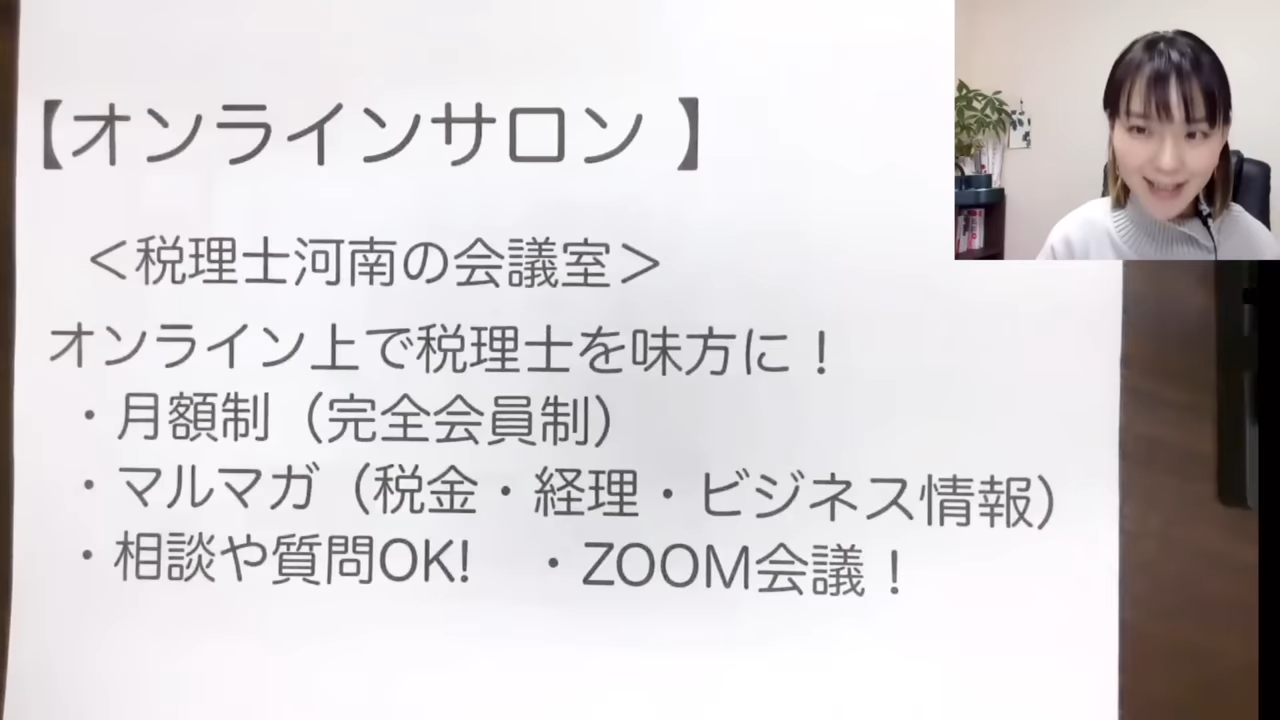 【オンラインサロン 】
＜税理士河南の会議室＞
オンライン上で税理士を味方に！
・月額制（完全会員制）
・マルマガ（税金・経理・ビジネス情報）
・相談や質問OK!　・ZOOM会議！